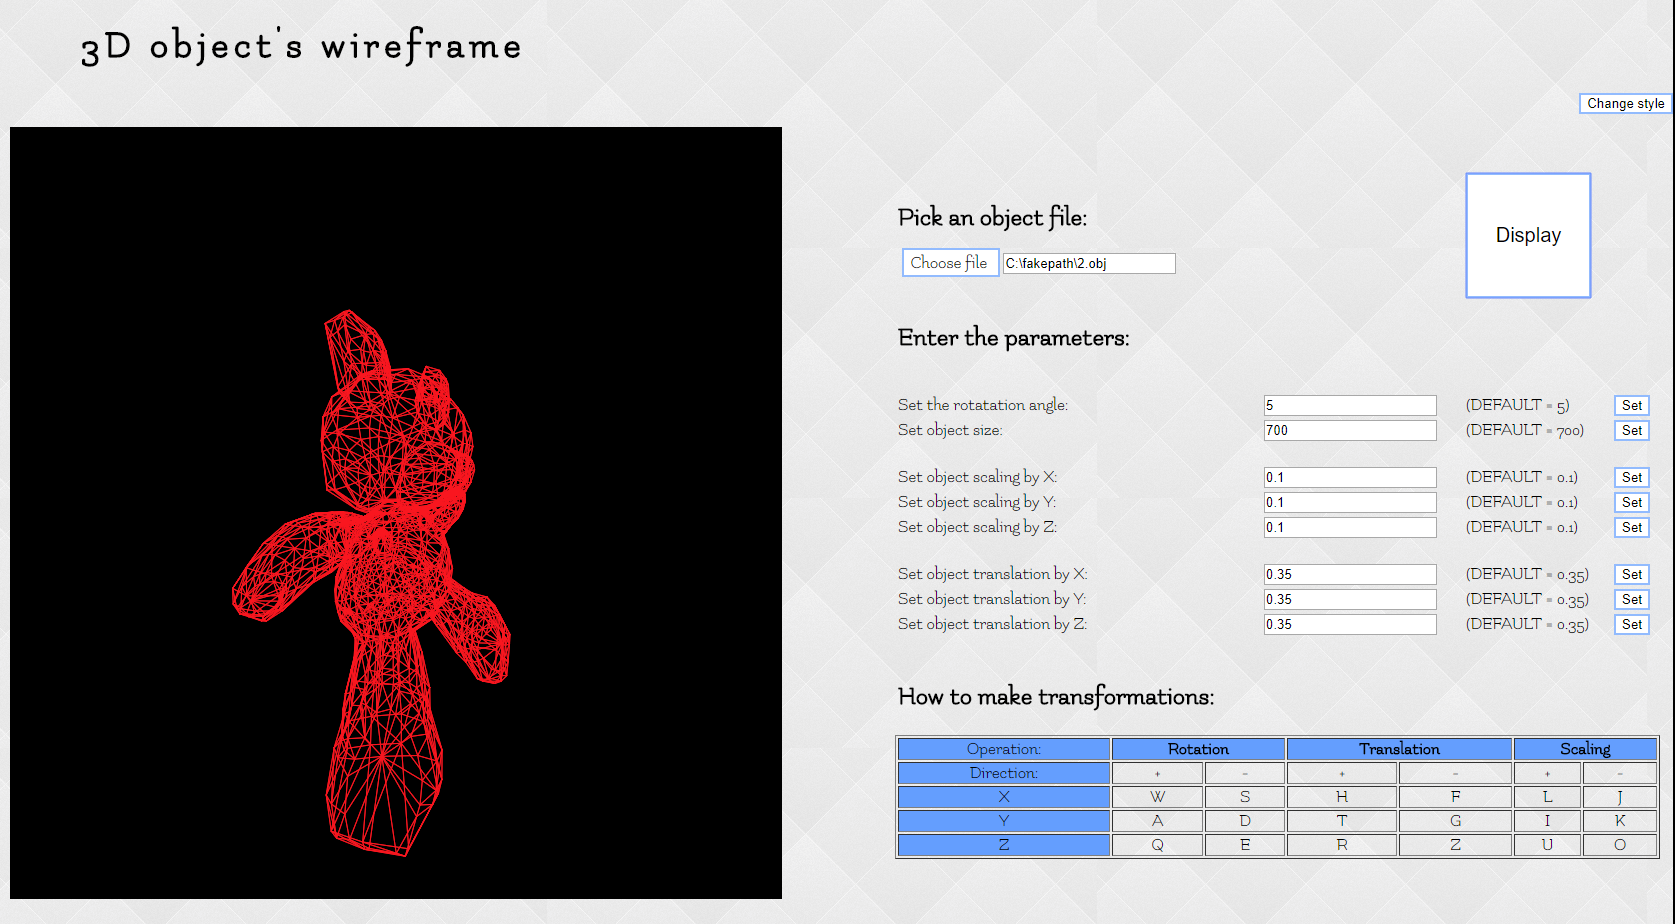 3D object's wireframe
Change style
Display
Pick an object file:
Choose file C:\fakepath\2.obj
Enter the parameters:
Set the rotatation angle: 5 (DEFAULT = 5) Set
Set object size: 700 (DEFAULT = 700) Set
Set object scaling by X: 0.1 (DEFAULT = 0.1) Set
Set object scaling by Y: 0.1 (DEFAULT = 0.1) Set
Set object scaling by Z: 0.1 (DEFAULT = 0.1) Set
Set object translation by X: 0.35 (DEFAULT = 0.35) Set
Set object translation by Y: 0.35 (DEFAULT = 0.35) Set
Set object translation by Z: 0.35 (DEFAULT = 0.35) Set
How to make transformations:
Operation: Rotation Translation Scaling
Direction: + - + - + -
X W S H F L J
Y A D T G I K
Z Q E R Z U O